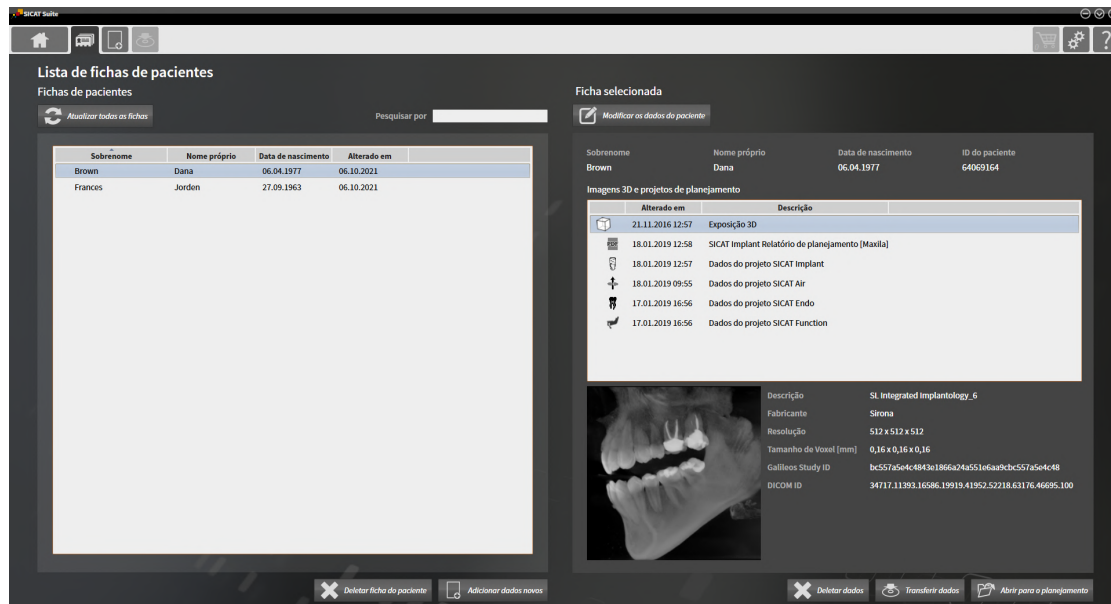 SICAT Suite
Lista de fichas de pacientes
Fichas de pacientes
Atualizar todas as fichas
Pesquisar por
Sobrenome Nome próprio Data de nascimento Alterado em
Brown Dana 06.04.1977 06.10.2021
Frances Jorden 27.09.1963 06.10.2021
Deletar ficha do paciente
Adicionar dados novos
Ficha selecionada
Modificar os dados do paciente
Sobrenome Nome próprio Data de nascimento ID do paciente
Brown Dana 06.04.1977 64069164
Imagens 3D e projetos de planejamento
Alterado em Descrição
21.11.2016 12:57 Exposição 3D
PDF 18.01.2019 12:58 SICAT Implant Relatório de planejamento [Maxila]
18.01.2019 12:57 Dados do projeto SICAT Implant
18.01.2019 09:55 Dados do projeto SICAT Air
17.01.2019 16:56 Dados do projeto SICAT Endo
17.01.2019 16:56 Dados do projeto SICAT Function
Descrição SL Integrated Implantology_6
Fabricante Sirona
Resolução 512 x 512 x 512
Tamanho de Voxel [mm] 0,16 x 0,16 x 0,16
Galileos Study ID bc557a5e4c4843e1866a24a551e6aa9cbc557a5e4c48
DICOM ID 34717.11393.16586.19919.41952.52218.63176.46695.100
Deletar dados
Transferir dados
Abrir para o planejamento